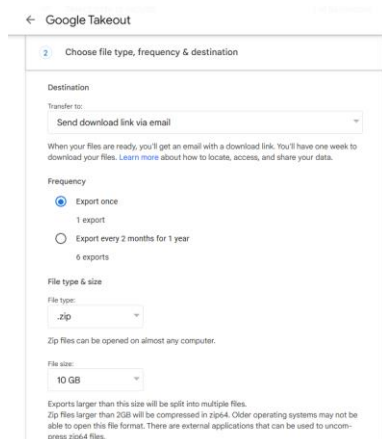 ← Google Takeout
2 Choose file type, frequency & destination
Destination
Transfer to:
Send download link via email
When your files are ready, you'll get an email with a download link. You'll have one week to
download your files. Learn more about how to locate, access, and share your data.
Frequency
Export once
1 export
Export every 2 months for 1 year
6 exports
File type & size
File type:
.zip
Zip files can be opened on almost any computer.
File size:
10 GB
Exports larger than this size will be split into multiple files.
Zip files larger than 2GB will be compressed in zip64. Older operating systems may not be
able to open this file format. There are external applications that can be used to uncom-
press zip64 files.